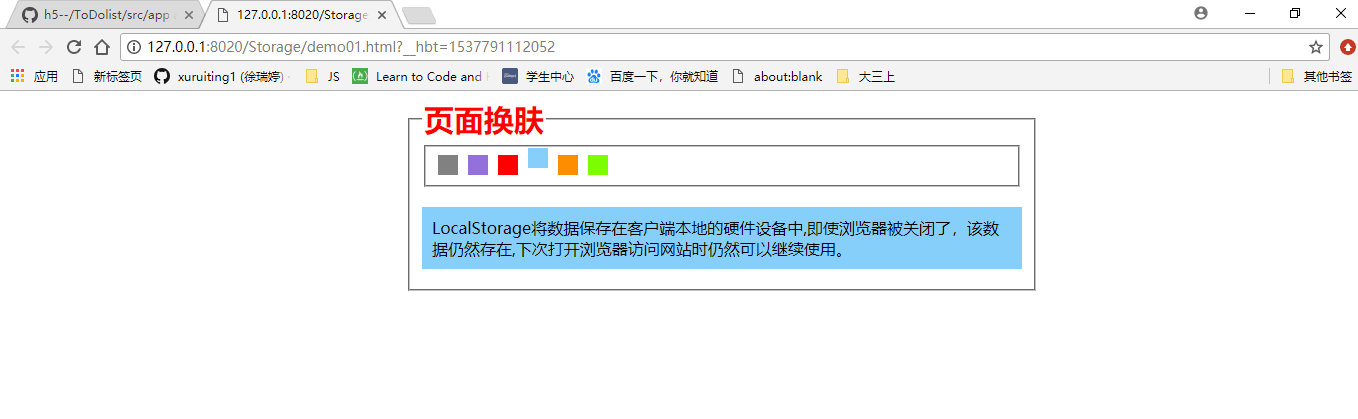 h5--/ToDolist/src/app
127.0.0.1:8020/Storage
127.0.0.1:8020/Storage/demo01.html?__hbt=1537791112052
应用 新标签页 xuruiting1 (徐瑞婷) JS Learn to Code and 学生中心 百度一下，你就知道 about:blank 大三上 其他书签
页面换肤
LocalStorage将数据保存在客户端本地的硬件设备中,即使浏览器被关闭了，该数
据仍然存在,下次打开浏览器访问网站时仍然可以继续使用。